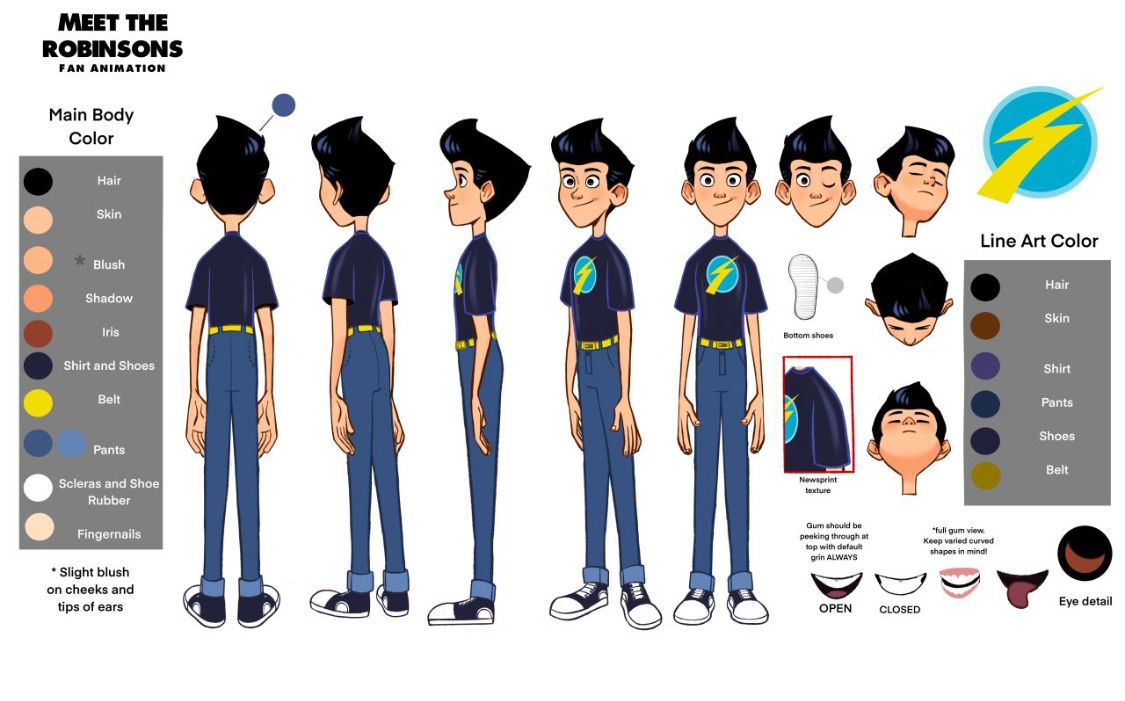 MEET THE
ROBINSONS
FAN ANIMATION
Main Body
Color
Hair
Skin
* Blush
Shadow
Iris
Shirt and Shoes
Belt
Pants
Scleras and Shoe
Rubber
Fingernails
* Slight blush
on cheeks and
tips of ears
Bottom shoes
Newsprint
texture
Line Art Color
Hair
Skin
Shirt
Pants
Shoes
Belt
Gum should be
peeking through at
top with default
grin ALWAYS
OPEN
CLOSED
*full gum view.
Keep varied curved
shapes in mind!
Eye detail